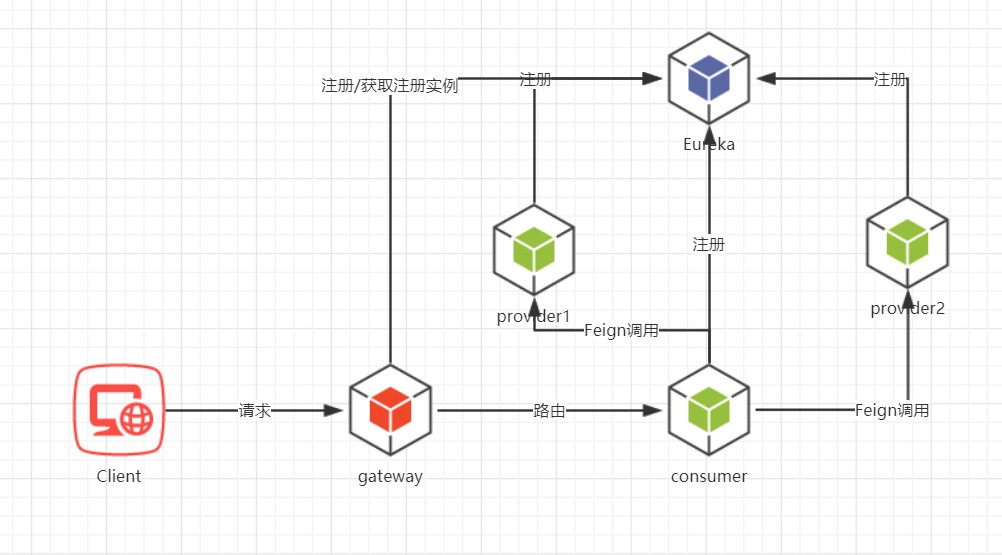 注册/获取注册实例
注册
注册
Eureka
注册
provider1
provider2
Feign调用
请求
路由
Feign调用
Client
gateway
consumer